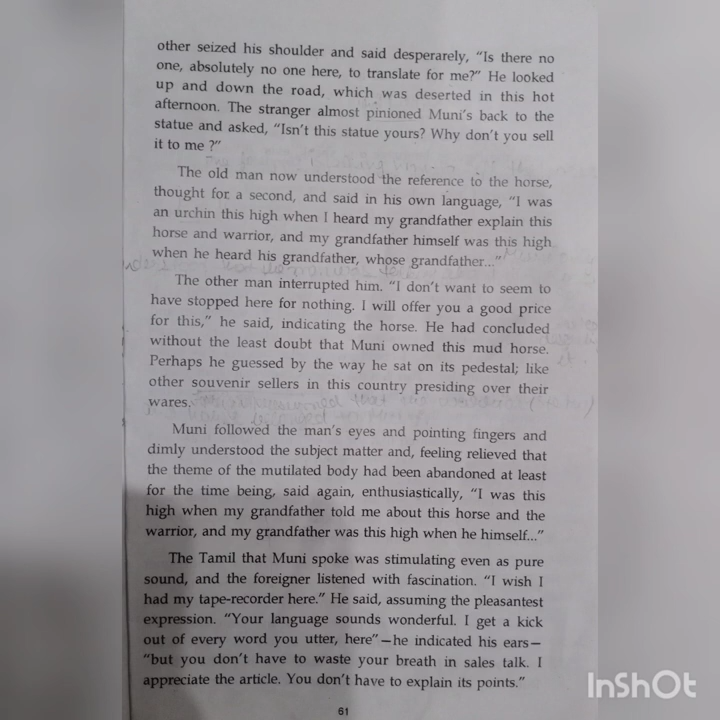 other seized his shoulder and said desperarely, "Is there no
one, absolutely no one here, to translate for me?" He looked
up and down the road, which was deserted in this hot
afternoon. The stranger almost pinioned Muni's back to the
statue and asked, "Isn't this statue yours? Why don't you sell
it to me ?"
The old man now understood the reference to the horse,
thought for a second, and said in his own language, "I was
an urchin this high when I heard my grandfather explain this
horse and warrior, and my grandfather himself was this high
when he heard his grandfather, whose grandfather..."
The other man interrupted him. "I don't want to seem to
have stopped here for nothing. I will offer you a good price
for this," he said, indicating the horse. He had concluded
without the least doubt that Muni owned this mud horse.
Perhaps he guessed by the way he sat on its pedestal; like
other souvenir sellers in this country presiding over their
wares.
Muni followed the man's eyes and pointing fingers and
dimly understood the subject matter and, feeling relieved that
the theme of the mutilated body had been abandoned at least
for the time being, said again, enthusiastically, "I was this
high when my grandfather told me about this horse and the
warrior, and my grandfather was this high when he himself..."
The Tamil that Muni spoke was stimulating even as pure
sound, and the foreigner listened with fascination. "I wish I
had my tape-recorder here." He said, assuming the pleasantest
expression. "Your language sounds wonderful. I get a kick
out of every word you utter, here"—he indicated his ears—
"but you don't have to waste your breath in sales talk. I
appreciate the article. You don't have to explain its points."
61
InShOt